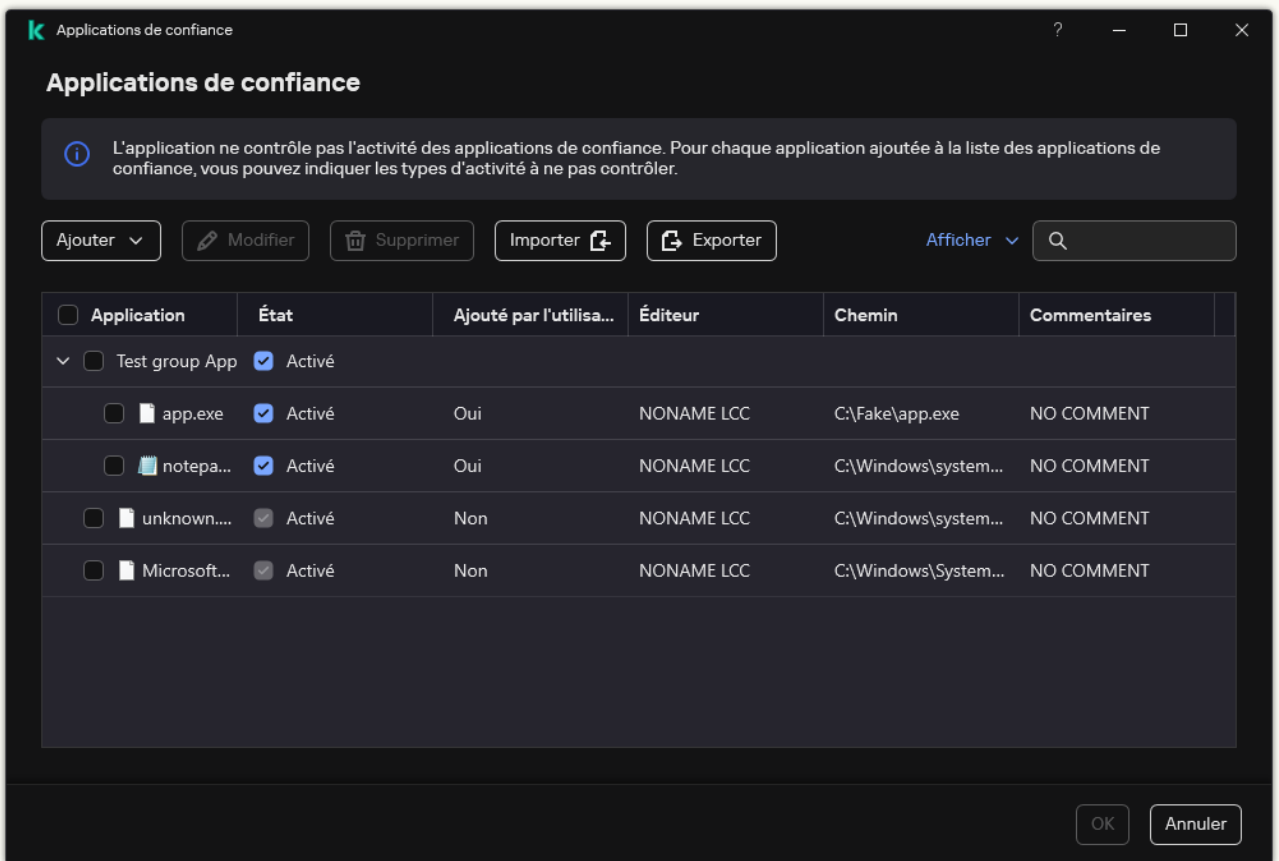 Applications de confiance
Applications de confiance
L'application ne contrôle pas l'activité des applications de confiance. Pour chaque application ajoutée à la liste des applications de
confiance, vous pouvez indiquer les types d'activité à ne pas contrôler.
Ajouter Modifier Supprimer Importer Exporter Afficher
Application État Ajouté par l'utilisa... Éditeur Chemin Commentaires
Test group App Activé
app.exe Activé Oui NONAME LCC C:\Fake\app.exe NO COMMENT
notepa... Activé Oui NONAME LCC C:\Windows\system... NO COMMENT
unknown.... Activé Non NONAME LCC C:\Windows\system... NO COMMENT
Microsoft... Activé Non NONAME LCC C:\Windows\System... NO COMMENT
OK Annuler